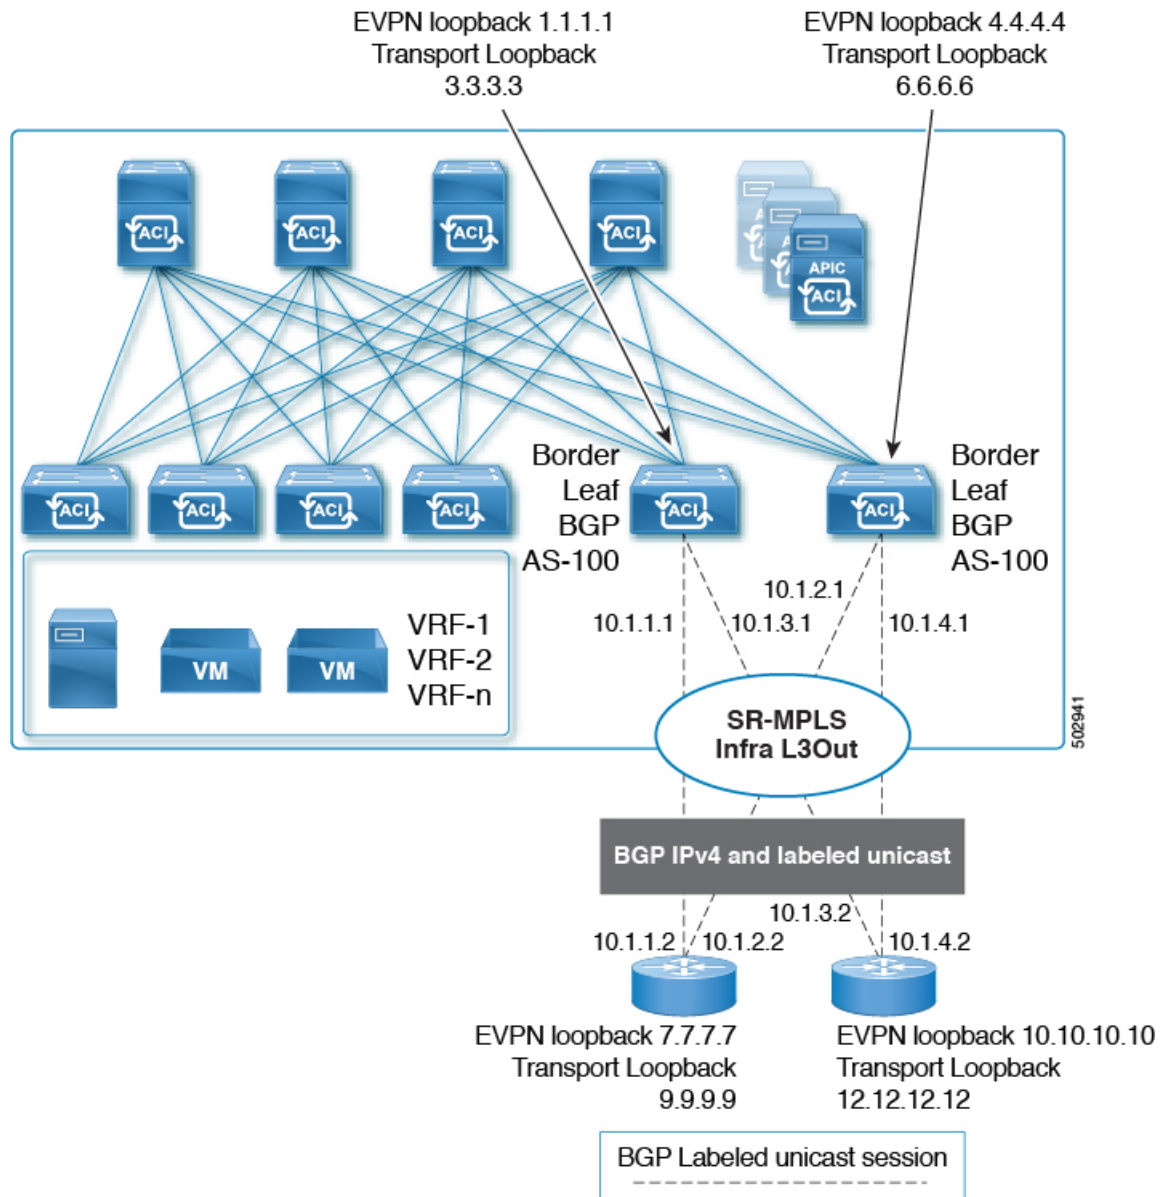 EVPN loopback 1.1.1.1
Transport Loopback
3.3.3.3
EVPN loopback 4.4.4.4
Transport Loopback
6.6.6.6
ACI
ACI
ACI
ACI
A
A
APIC
ACI
ACI
ACI
ACI
ACI
Border
Leaf
BGP
AS-100
ACI
ACI
Border
Leaf
BGP
AS-100
VM
VM
VRF-1
VRF-2
VRF-n
10.1.1.1
10.1.3.1
10.1.2.1
10.1.4.1
SR-MPLS
Infra L3Out
502941
BGP IPv4 and labeled unicast
10.1.3.2
10.1.1.2
10.1.2.2
10.1.4.2
EVPN loopback 7.7.7.7
Transport Loopback
9.9.9.9
EVPN loopback 10.10.10.10
Transport Loopback
12.12.12.12
BGP Labeled unicast session